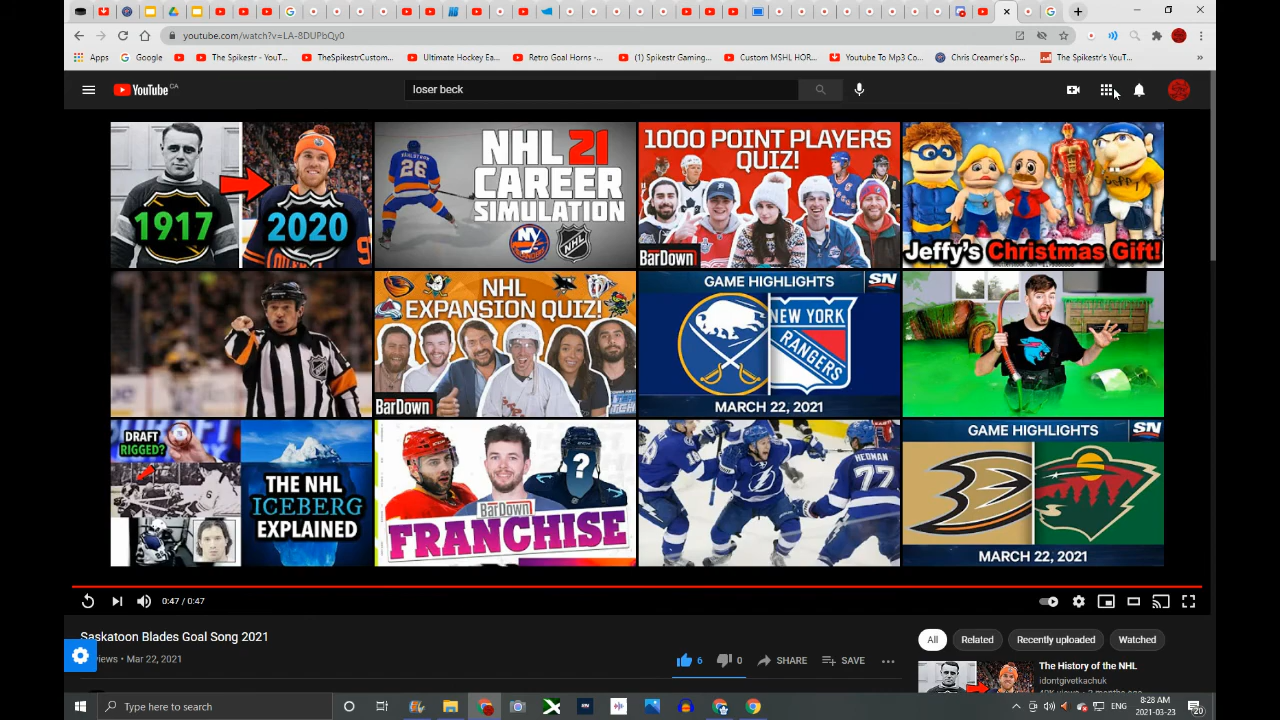 youtube.com/watch?v=LA-8DUPbQy0
Apps
Google
The Spikestr - YouT...
TheSpikestrCustom...
Ultimate Hockey Ea...
Retro Goal Horns -...
(1) Spikestr Gaming...
Custom MSHL HOR...
Youtube To Mp3 Co...
Chris Creamer's Sp...
The Spikestr's YouT...
»
YouTube CA
loser beck
1917
2020
VAHLSTROM
26
NHL 21
CAREER
SIMULATION
NHL
1000 POINT PLAYERS
QUIZ!
BarDown
Jeffy's Christmas Gift!
NHL
EXPANSION QUIZ!
BarDown
GAME HIGHLIGHTS
SN
NEW YORK
RANGERS
MARCH 22, 2021
DRAFT
RIGGED?
THE NHL
ICEBERG
EXPLAINED
BarDown
FRANCHISE
HEDMAN
77
GAME HIGHLIGHTS
SN
MARCH 22, 2021
0:47 / 0:47
Saskatoon Blades Goal Song 2021
iews • Mar 22, 2021
6
0
SHARE
SAVE
All
Related
Recently uploaded
Watched
The History of the NHL
idontgivetkachuk
Type here to search
8:28 AM
2021-03-23
20